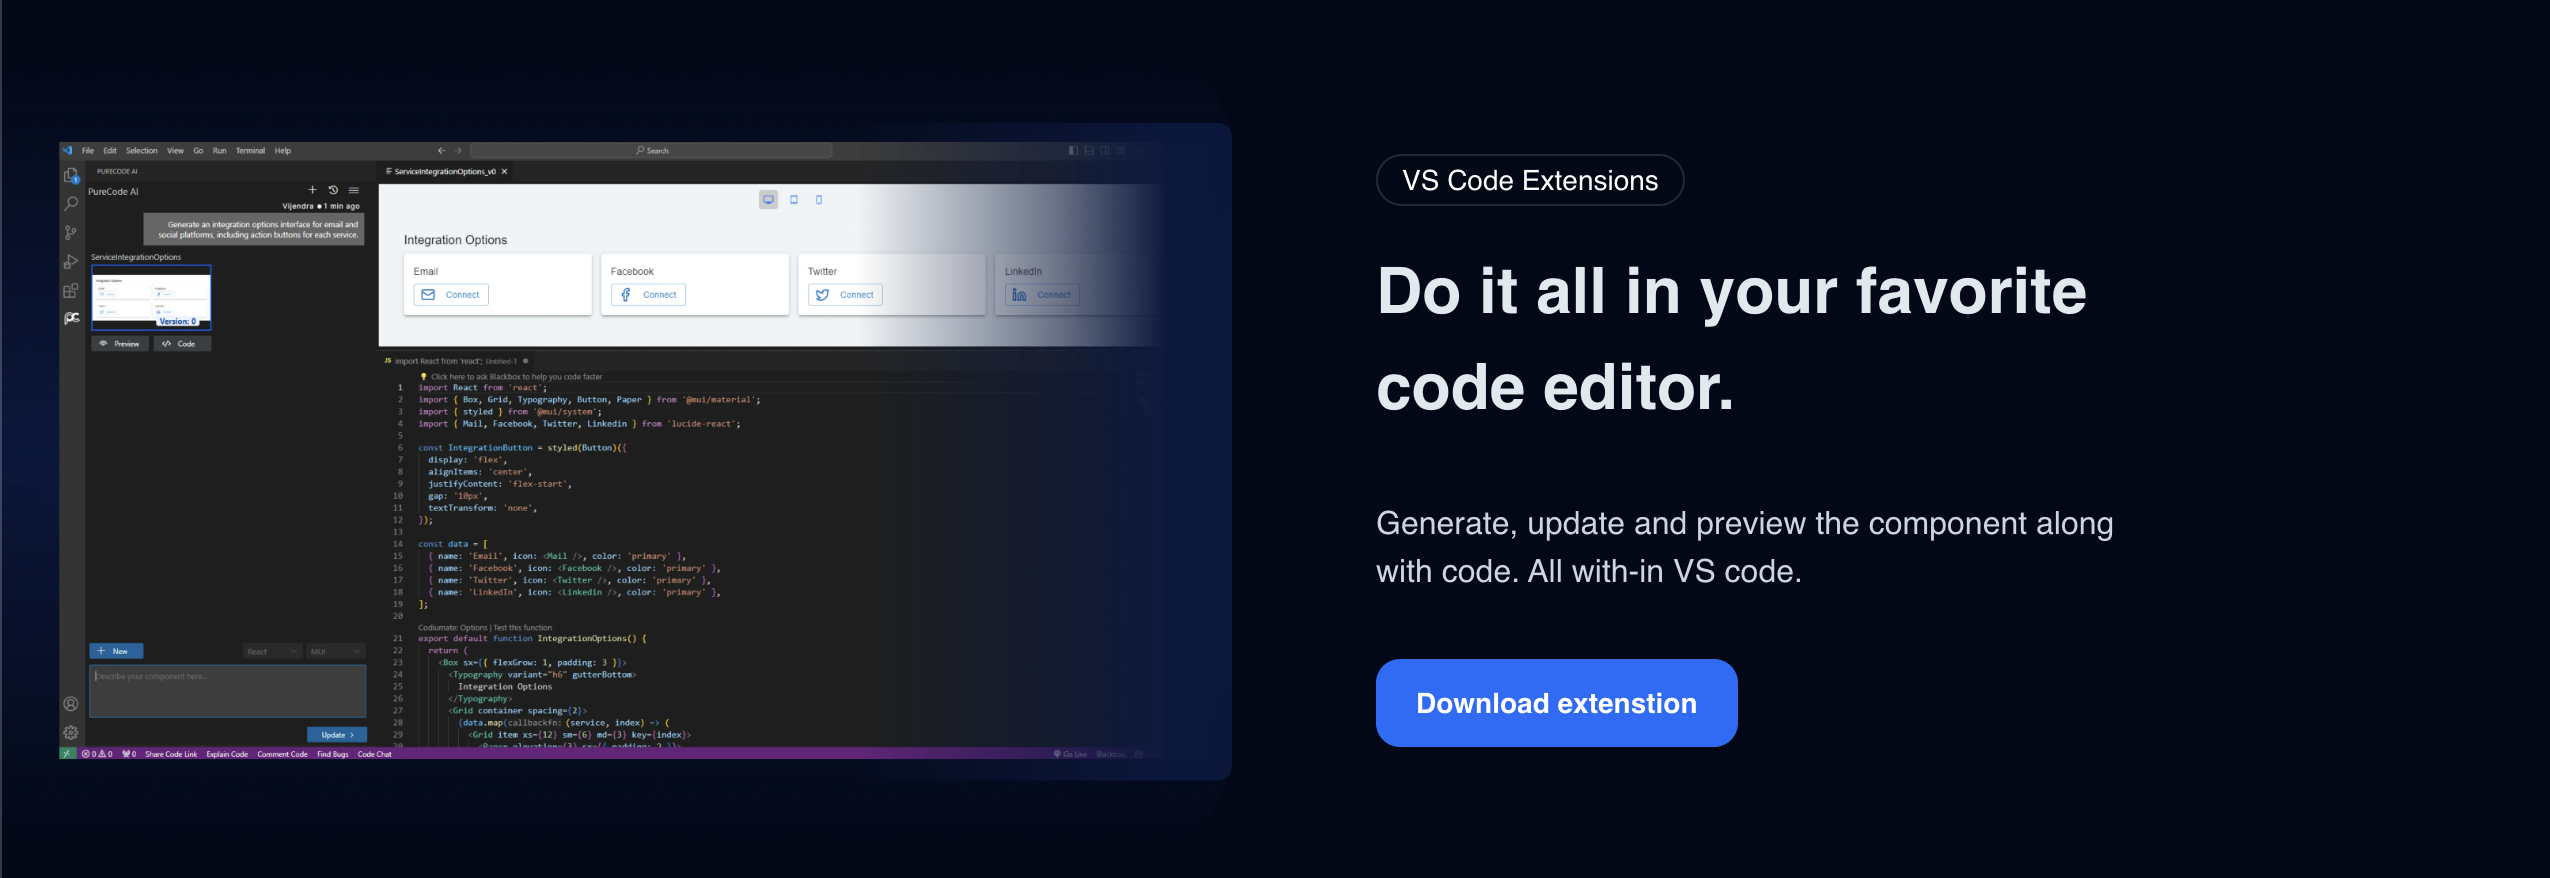 File Edit Selection View Go Run Terminal Help
Search
PURECODE AI
PureCode AI
Vijendra ● 1 min ago
Generate an integration options interface for email and
social platforms, including action buttons for each service.
ServiceIntegrationOptions
Version: 0
Preview
Code
+ New
React
MUI
Describe your component here...
Update >
ServiceIntegrationOptions_v0
Integration Options
Email
Connect
Facebook
Connect
Twitter
Connect
LinkedIn
Connect
JS import React from 'react'; Untitled-1 ●
Click here to ask Blackbox to help you code faster
1 import React from 'react';
2 import { Box, Grid, Typography, Button, Paper } from '@mui/material';
3 import { styled } from '@mui/system';
4 import { Mail, Facebook, Twitter, Linkedin } from 'lucide-react';
5
6 const IntegrationButton = styled(Button)({
7 display: 'flex',
8 alignItems: 'center',
9 justifyContent: 'flex-start',
10 gap: '10px',
11 textTransform: 'none',
12 });
13
14 const data = [
15 { name: 'Email', icon: <Mail />, color: 'primary' },
16 { name: 'Facebook', icon: <Facebook />, color: 'primary' },
17 { name: 'Twitter', icon: <Twitter />, color: 'primary' },
18 { name: 'LinkedIn', icon: <Linkedin />, color: 'primary' },
19 ];
20
Codiumate: Options | Test this function
21 export default function IntegrationOptions() {
22 return (
23 <Box sx={{ flexGrow: 1, padding: 3 }}>
24 <Typography variant="h6" gutterBottom>
25 Integration Options
26 </Typography>
27 <Grid container spacing={2}>
28 {data.map(callbackfn: (service, index) => (
29 <Grid item xs={12} sm={6} md={3} key={index}>
30 <Paper elevation={3} sx={{ padding: 2 }}>
0 0 0 Share Code Link Explain Code Comment Code Find Bugs Code Chat
Go Live Blackbox
VS Code Extensions
Do it all in your favorite
code editor.
Generate, update and preview the component along
with code. All with-in VS code.
Download extenstion